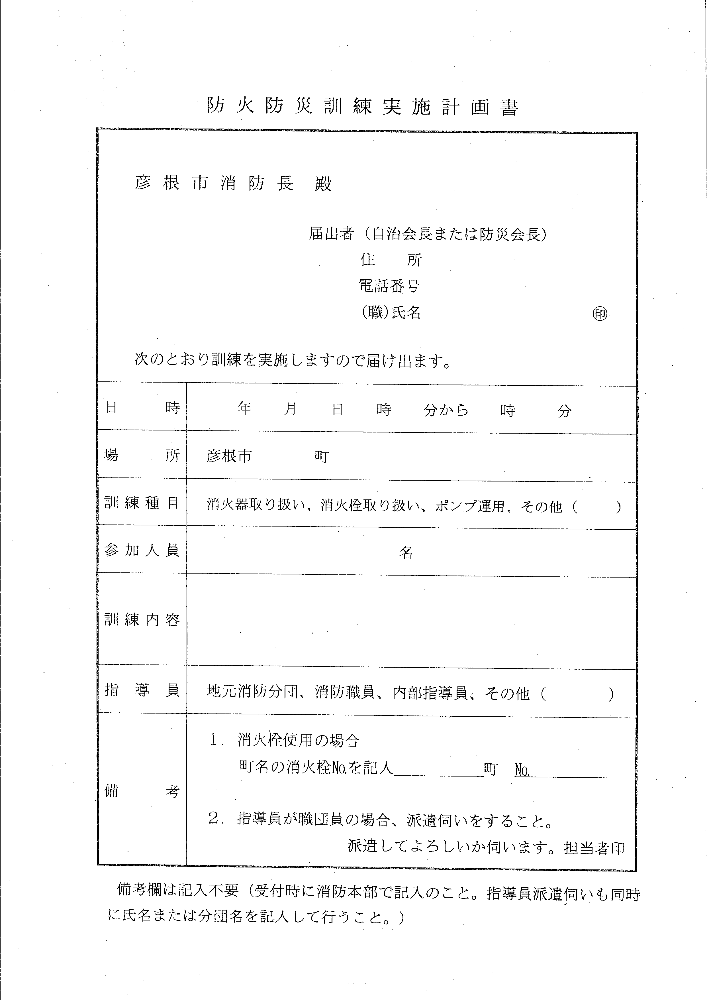 防火防災訓練実施計画書
彦根市消防長 殿
届出者（自治会長または防災会長）
住　　所
電話番号
（職）氏名　　　㊞
次のとおり訓練を実施しますので届け出ます。
日　　時　　年　　月　　日　　時　　分から　　時　　分
場　　所　　彦根市　　　　町
訓練種目　　消火器取り扱い、消火栓取り扱い、ポンプ運用、その他（　　）
参加人員　　名
訓練内容
指導員　　地元消防分団、消防職員、内部指導員、その他（　　　）
備　　考
1．消火栓使用の場合
町名の消火栓№を記入＿＿＿＿＿＿町　№＿＿＿＿＿
2．指導員が職団員の場合、派遣伺いをすること。
派遣してよろしいか伺います。担当者印
備考欄は記入不要（受付時に消防本部で記入のこと。指導員派遣伺いも同時
に氏名または分団名を記入して行うこと。）